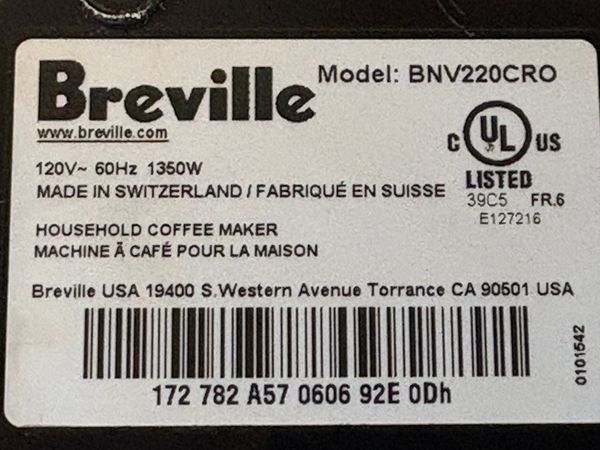 Breville
Model: BNV220CRO
www.breville.com
C UL US
LISTED
39C5 FR.6
E127216
120V~ 60Hz 1350W
MADE IN SWITZERLAND / FABRIQUÉ EN SUISSE
HOUSEHOLD COFFEE MAKER
MACHINE Ä CAFÉ POUR LA MAISON
Breville USA 19400 S.Western Avenue Torrance CA 90501 USA
172 782 A57 0606 92E 0Dh
0101542